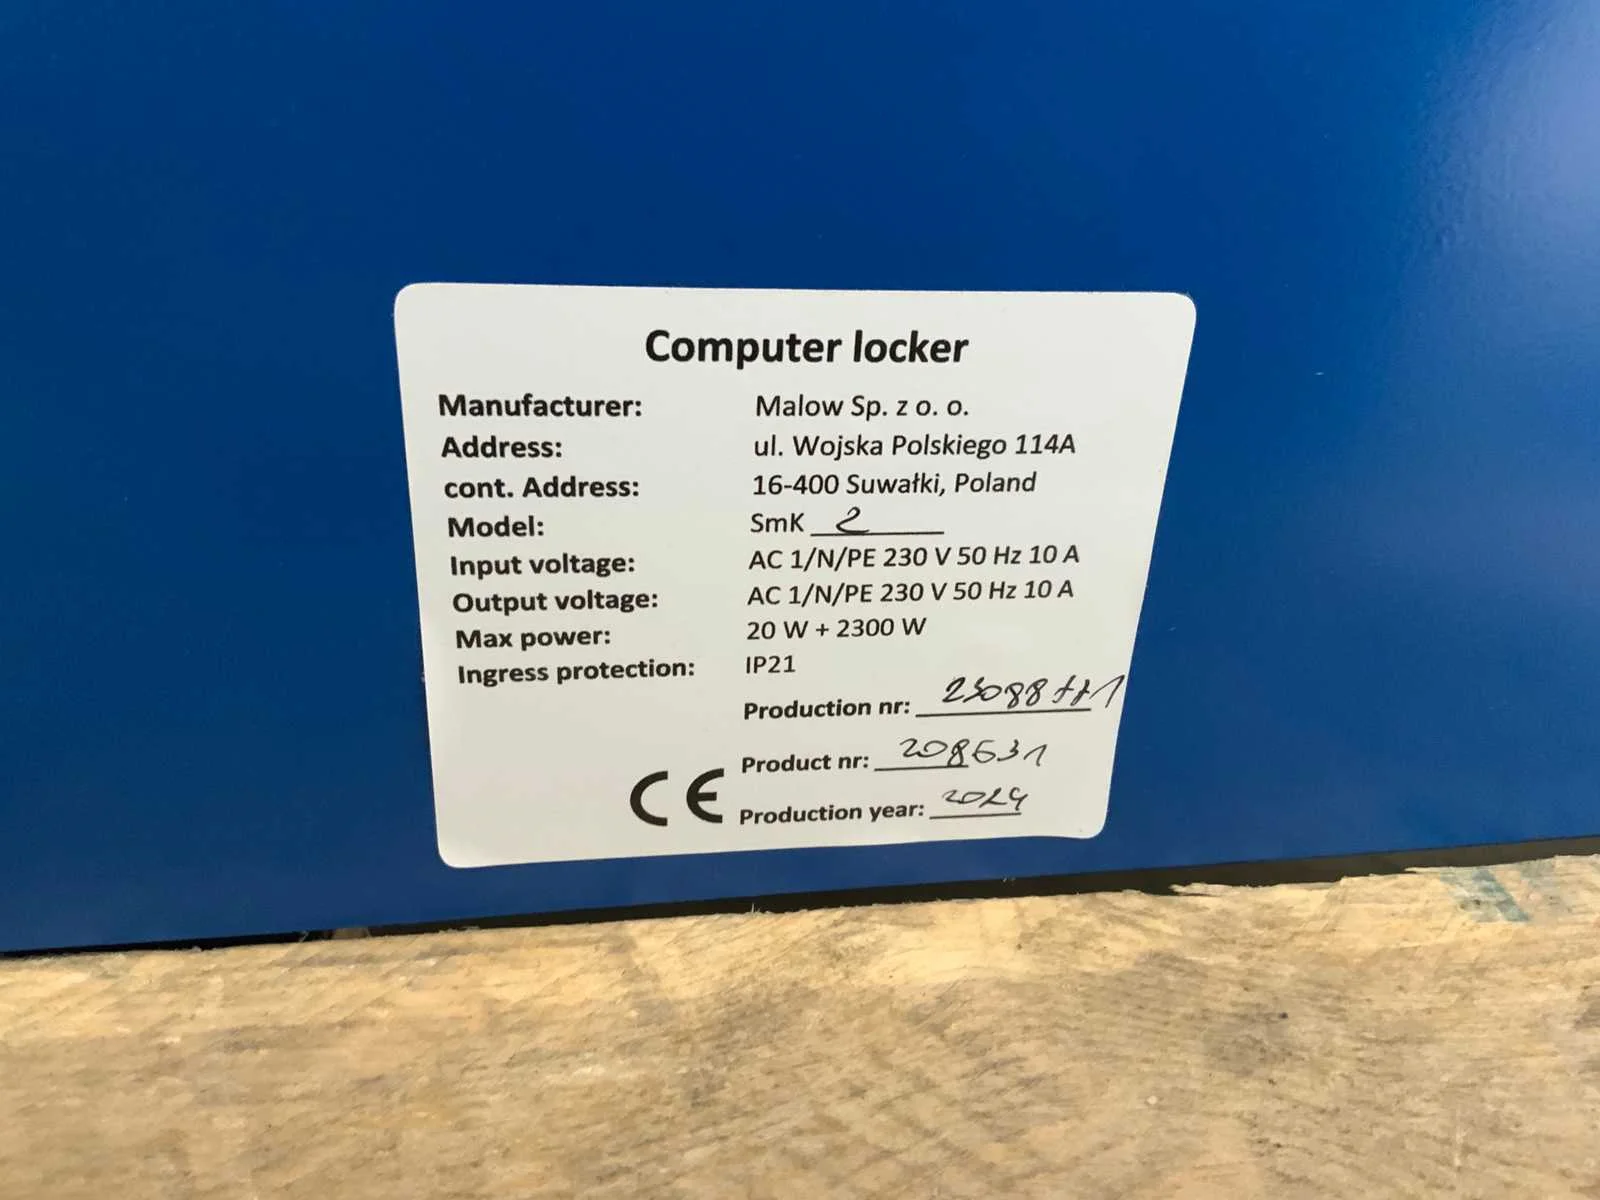 Computer locker
Manufacturer: Malow Sp. z o. o.
Address: ul. Wojska Polskiego 114A
cont. Address: 16-400 Suwałki, Poland
Model: SmK 2
Input voltage: AC 1/N/PE 230 V 50 Hz 10 A
Output voltage: AC 1/N/PE 230 V 50 Hz 10 A
Max power: 20 W + 2300 W
Ingress protection: IP21
Production nr:
Product nr: 208631
CE
Production year: 2024